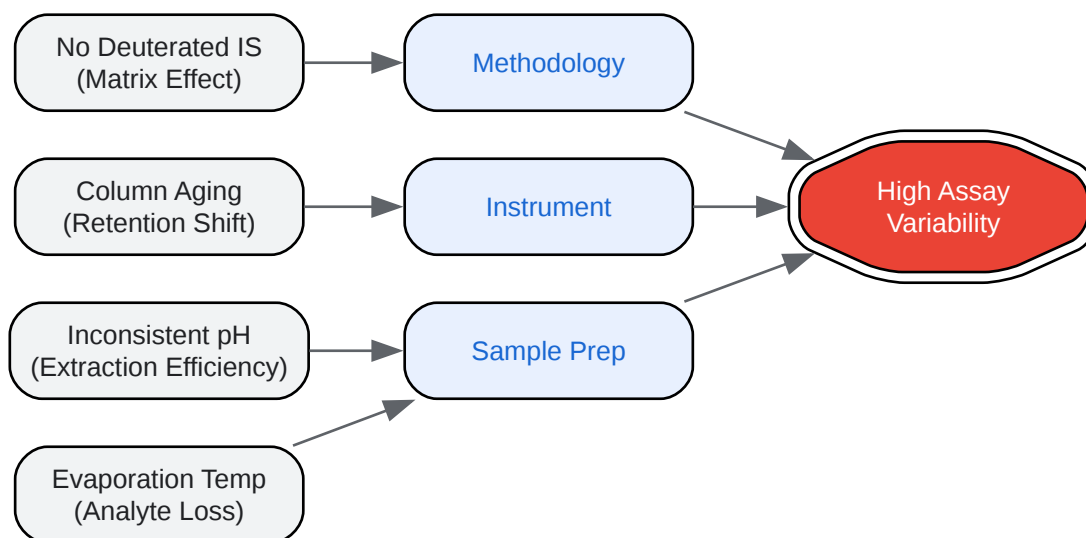 No Deuterated IS
(Matrix Effect)
Methodology
Column Aging
(Retention Shift)
Instrument
High Assay
Variability
Inconsistent pH
(Extraction Efficiency)
Sample Prep
Evaporation Temp
(Analyte Loss)